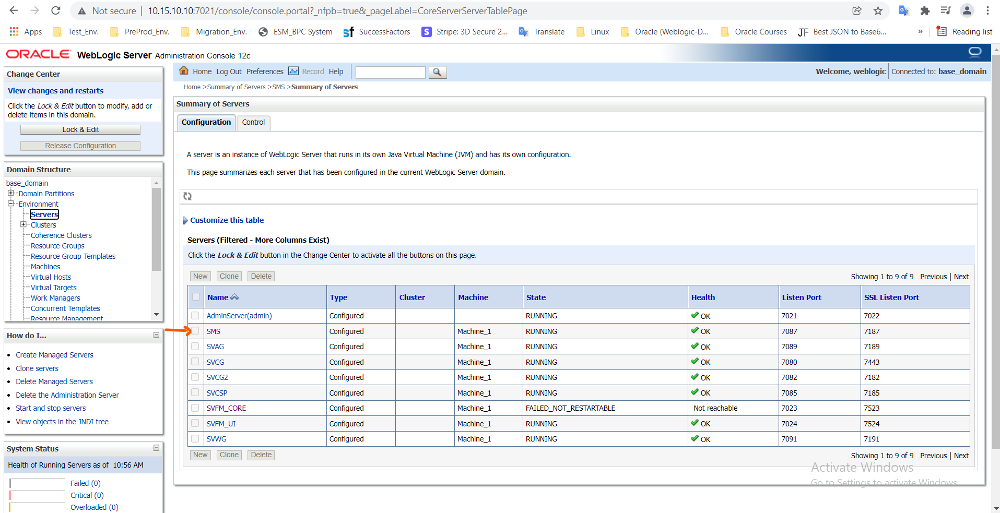 Not secure | 10.15.10.10:7021/console/console.portal?_nfpb=true&_pageLabel=CoreServerServerTablePage
Apps Test_Env. PreProd_Env. Migration_Env. ESM_BPC System SuccessFactors Stripe: 3D Secure 2... Translate Linux Oracle (Weblogic-D... Oracle Courses Best JSON to Base6... » Reading list
ORACLE WebLogic Server Administration Console 12c
Change Center
View changes and restarts
Click the Lock & Edit button to modify, add or
delete items in this domain.
Lock & Edit
Release Configuration
Domain Structure
base_domain
Domain Partitions
Environment
Servers
Clusters
Coherence Clusters
Resource Groups
Resource Group Templates
Machines
Virtual Hosts
Virtual Targets
Work Managers
Concurrent Templates
Resource Management
How do I...
Create Managed Servers
Clone servers
Delete Managed Servers
Delete the Administration Server
Start and stop servers
View objects in the JNDI tree
System Status
Health of Running Servers as of 10:56 AM
Failed (0)
Critical (0)
Overloaded (0)
Home Log Out Preferences Record Help
Welcome, weblogic Connected to: base_domain
Home >Summary of Servers >SMS >Summary of Servers
Summary of Servers
Configuration Control
A server is an instance of WebLogic Server that runs in its own Java Virtual Machine (JVM) and has its own configuration.
This page summarizes each server that has been configured in the current WebLogic Server domain.
Customize this table
Servers (Filtered - More Columns Exist)
Click the Lock & Edit button in the Change Center to activate all the buttons on this page.
New Clone Delete Showing 1 to 9 of 9 Previous | Next
Name Type Cluster Machine State Health Listen Port SSL Listen Port
AdminServer(admin) Configured RUNNING OK 7021 7022
SMS Configured Machine_1 RUNNING OK 7087 7187
SVAG Configured Machine_1 RUNNING OK 7089 7189
SVCG Configured Machine_1 RUNNING OK 7080 7443
SVCG2 Configured Machine_1 RUNNING OK 7082 7182
SVCSP Configured Machine_1 RUNNING OK 7085 7185
SVFM_CORE Configured Machine_1 FAILED_NOT_RESTARTABLE Not reachable 7023 7523
SVFM_UI Configured Machine_1 RUNNING OK 7024 7524
SVWG Configured Machine_1 RUNNING OK 7091 7191
New Clone Delete Showing 1 to 9 of 9 Previous | Next
Activate Windows
Go to Settings to activate Windows.